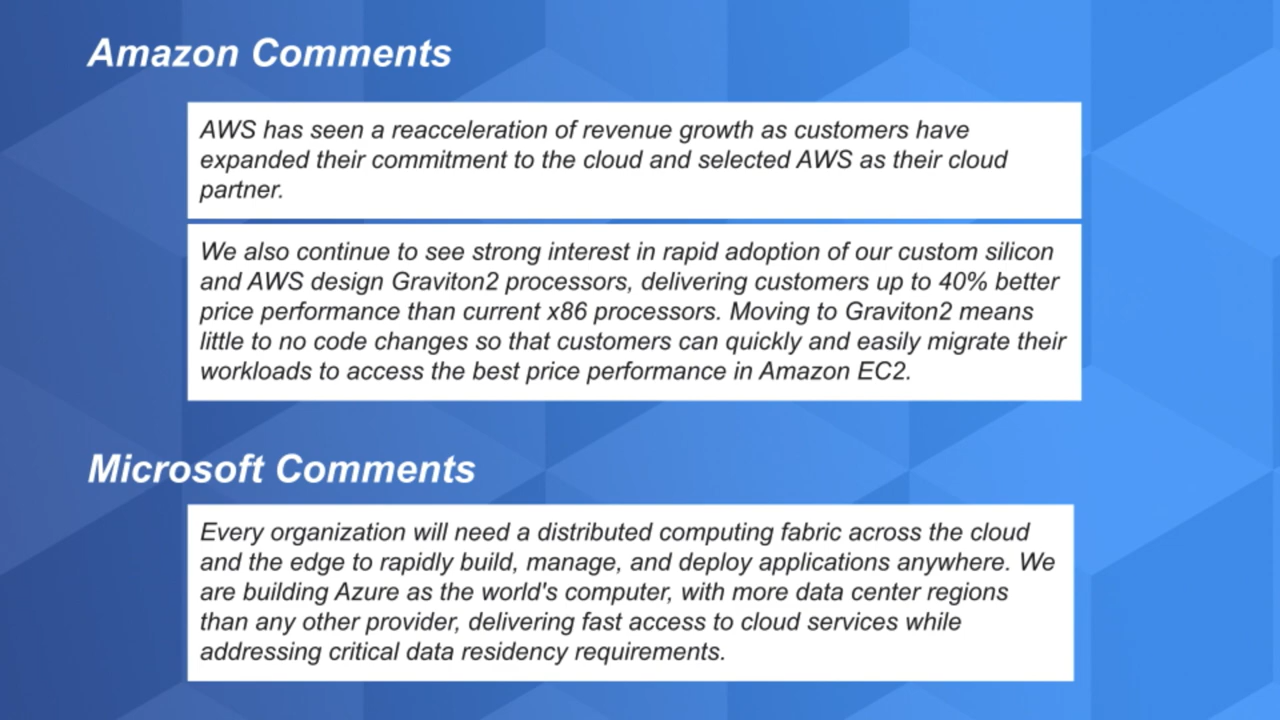 Amazon Comments
AWS has seen a reacceleration of revenue growth as customers have
expanded their commitment to the cloud and selected AWS as their cloud
partner.
We also continue to see strong interest in rapid adoption of our custom silicon
and AWS design Graviton2 processors, delivering customers up to 40% better
price performance than current x86 processors. Moving to Graviton2 means
little to no code changes so that customers can quickly and easily migrate their
workloads to access the best price performance in Amazon EC2.
Microsoft Comments
Every organization will need a distributed computing fabric across the cloud
and the edge to rapidly build, manage, and deploy applications anywhere. We
are building Azure as the world's computer, with more data center regions
than any other provider, delivering fast access to cloud services while
addressing critical data residency requirements.